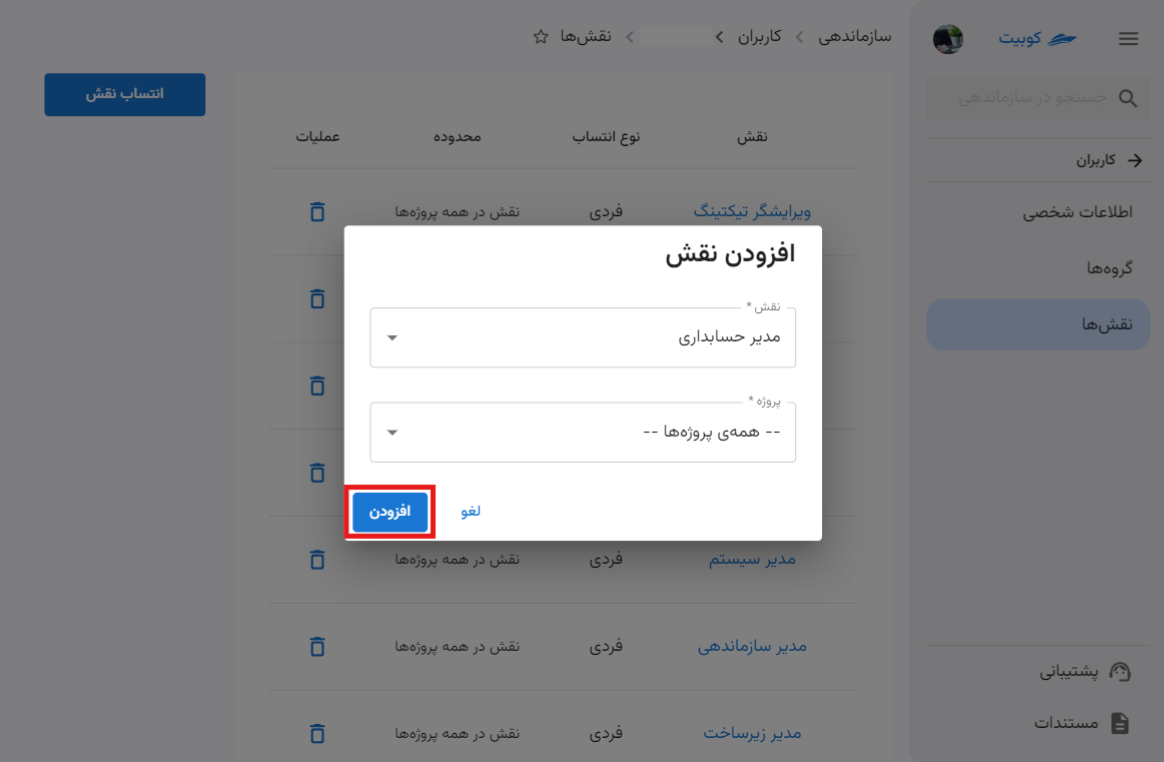 کوبیت
جستجو در سازماندهی
کاربران
اطلاعات شخصی
گروه‌ها
نقش‌ها
پشتیبانی
مستندات
سازماندهی > کاربران > > نقش‌ها
انتساب نقش
نقش نوع انتساب محدوده عملیات
ویرایشگر تیکتینگ فردی نقش در همه پروژه‌ها
افزودن نقش
نقش *
مدیر حسابداری
پروژه *
-- همه‌ی پروژه‌ها --
لغو افزودن
مدیر سیستم فردی نقش در همه پروژه‌ها
مدیر سازماندهی فردی نقش در همه پروژه‌ها
مدیر زیرساخت فردی نقش در همه پروژه‌ها